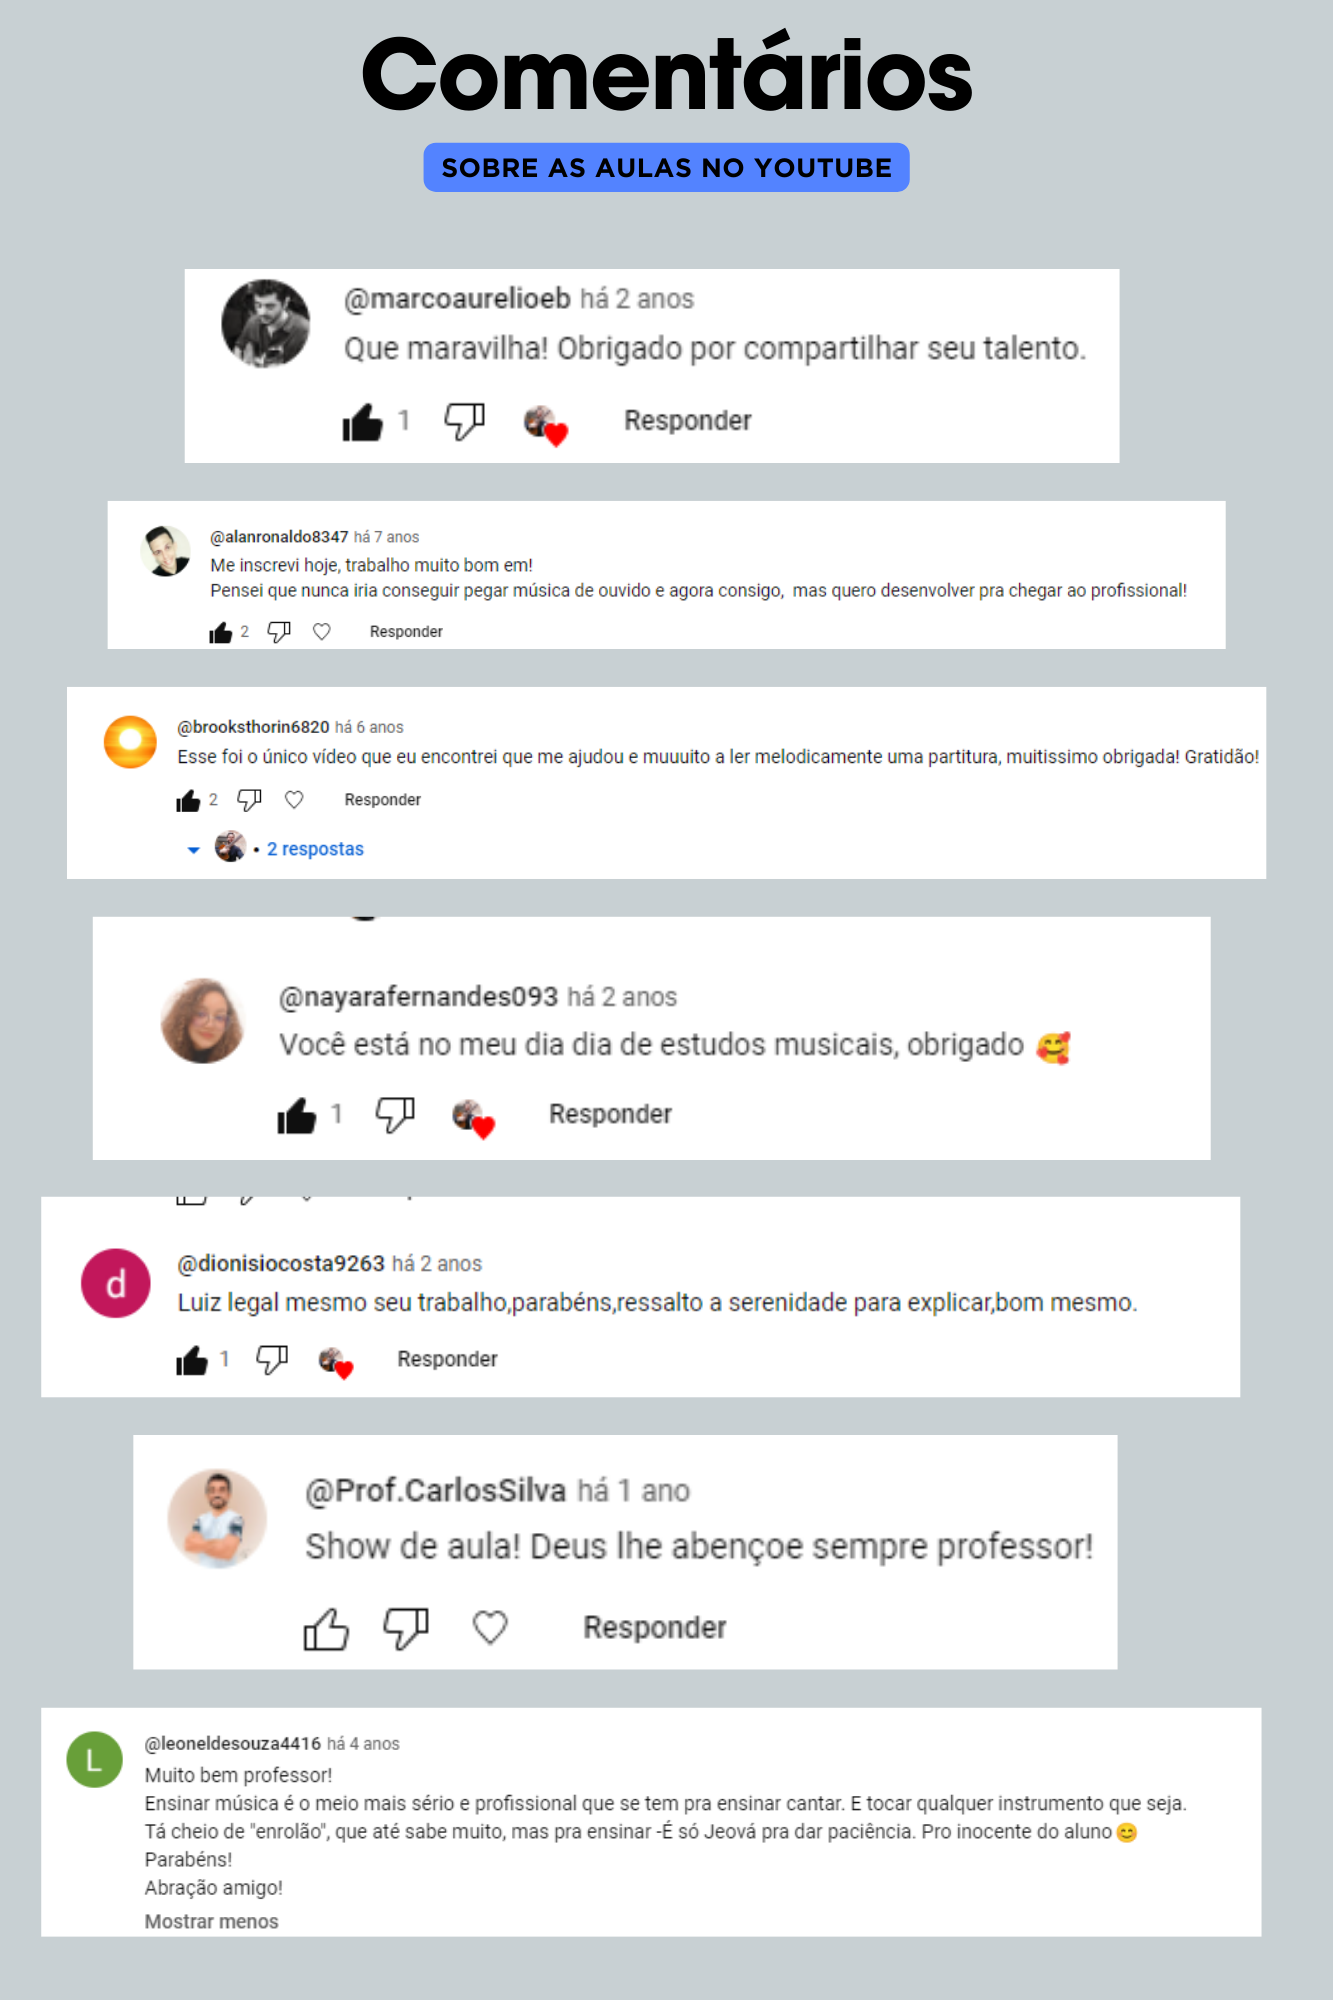 Comentários
SOBRE AS AULAS NO YOUTUBE
@marcoaurelioeb há 2 anos
Que maravilha! Obrigado por compartilhar seu talento.
1 Responder
@alanronaldo8347 há 7 anos
Me inscrevi hoje, trabalho muito bom em!
Pensei que nunca iria conseguir pegar música de ouvido e agora consigo, mas quero desenvolver pra chegar ao profissional!
2 Responder
@brooksthorin6820 há 6 anos
Esse foi o único vídeo que eu encontrei que me ajudou e muuuito a ler melodicamente uma partitura, muitissimo obrigada! Gratidão!
2 Responder
• 2 respostas
@nayarafernandes093 há 2 anos
Você está no meu dia dia de estudos musicais, obrigado 🥰
1 Responder
d
@dionisiocosta9263 há 2 anos
Luiz legal mesmo seu trabalho,parabéns,ressalto a serenidade para explicar,bom mesmo.
1 Responder
@Prof.CarlosSilva há 1 ano
Show de aula! Deus lhe abençoe sempre professor!
Responder
L
@leoneldesouza4416 há 4 anos
Muito bem professor!
Ensinar música é o meio mais sério e profissional que se tem pra ensinar cantar. E tocar qualquer instrumento que seja.
Tá cheio de "enrolão", que até sabe muito, mas pra ensinar -É só Jeová pra dar paciência. Pro inocente do aluno 😊
Parabéns!
Abração amigo!
Mostrar menos